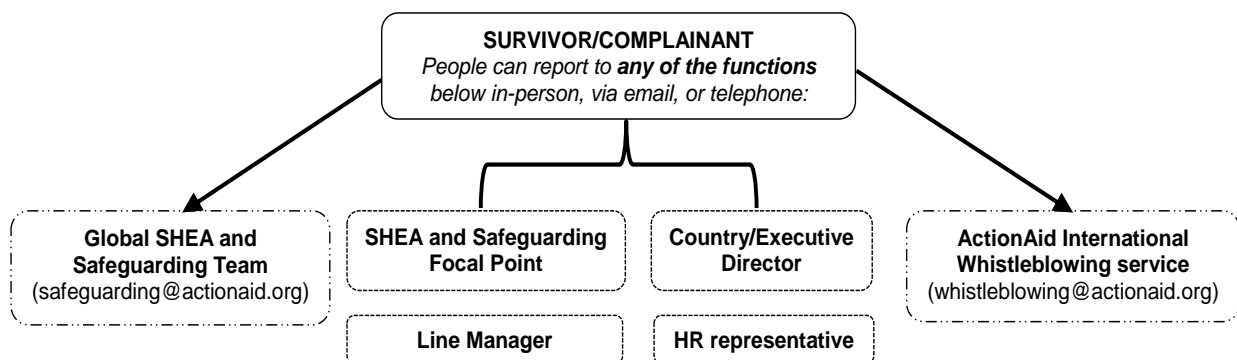 SURVIVOR/COMPLAINANT
People can report to any of the functions
below in-person, via email, or telephone:
Global SHEA and
Safeguarding Team
(safeguarding@actionaid.org)
SHEA and Safeguarding
Focal Point
Country/Executive
Director
ActionAid International
Whistleblowing service
(whistleblowing@actionaid.org)
Line Manager
HR representative